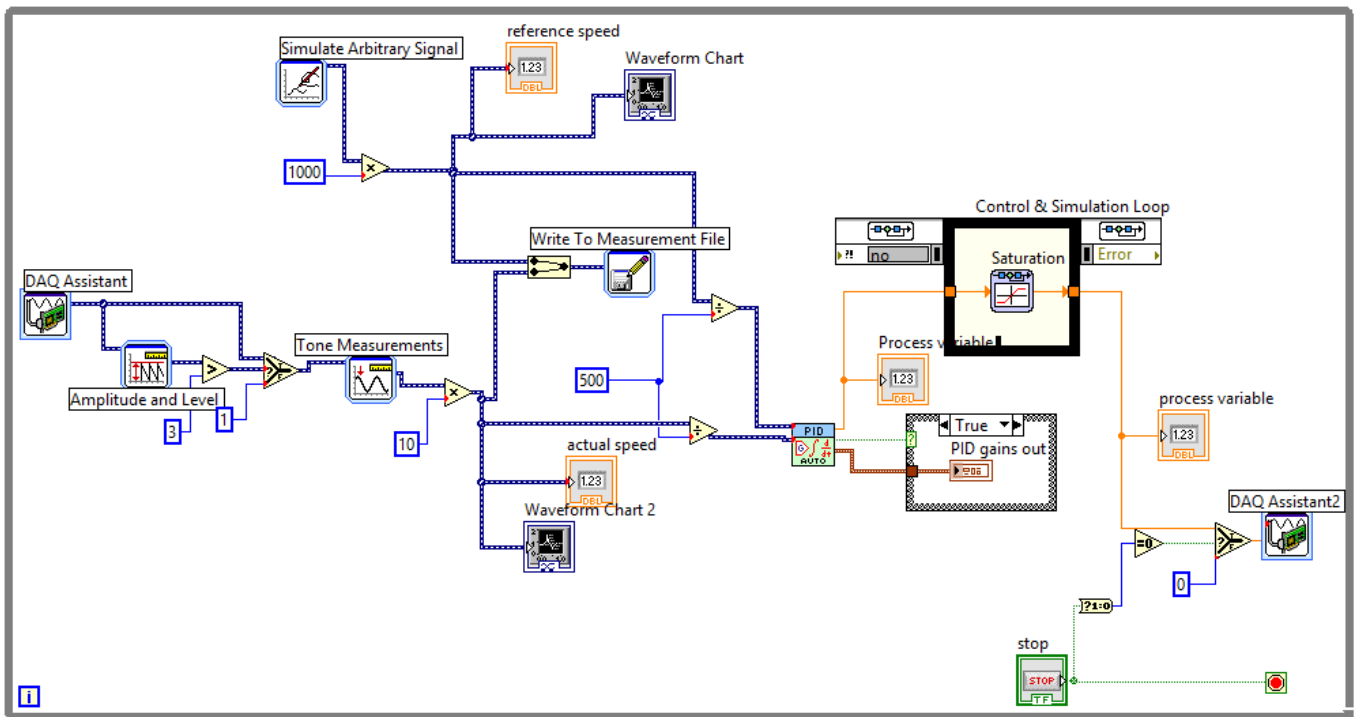 reference speed
Simulate Arbitrary Signal
Waveform Chart
1.23
DBL
1000
Control & Simulation Loop
Write To Measurement File
no
Error
Saturation
DAQ Assistant
Tone Measurements
Process variable
500
1.23
DBL
Amplitude and Level
1
3
10
process variable
1.23
DBL
True
PID
AUTO
PID gains out
actual speed
1.23
DBL
Waveform Chart 2
DAQ Assistant2
=0
0
?1:0
stop
STOP
TF
i